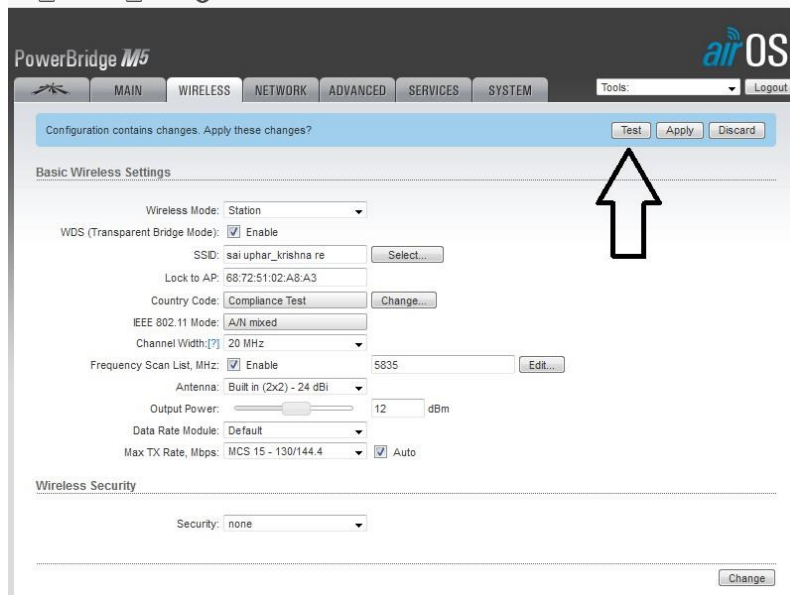 PowerBridge M5
airOS
MAIN WIRELESS NETWORK ADVANCED SERVICES SYSTEM Tools: Logout
Configuration contains changes. Apply these changes? Test Apply Discard
Basic Wireless Settings
Wireless Mode: Station
WDS (Transparent Bridge Mode): Enable
SSID: sai uphar_krishna re Select...
Lock to AP: 68:72:51:02:A8:A3
Country Code: Compliance Test Change...
IEEE 802.11 Mode: A/N mixed
Channel Width:[?] 20 MHz
Frequency Scan List, MHz: Enable 5835 Edit...
Antenna: Built in (2x2) - 24 dBi
Output Power: 12 dBm
Data Rate Module: Default
Max TX Rate, Mbps: MCS 15 - 130/144.4 Auto
Wireless Security
Security: none
Change